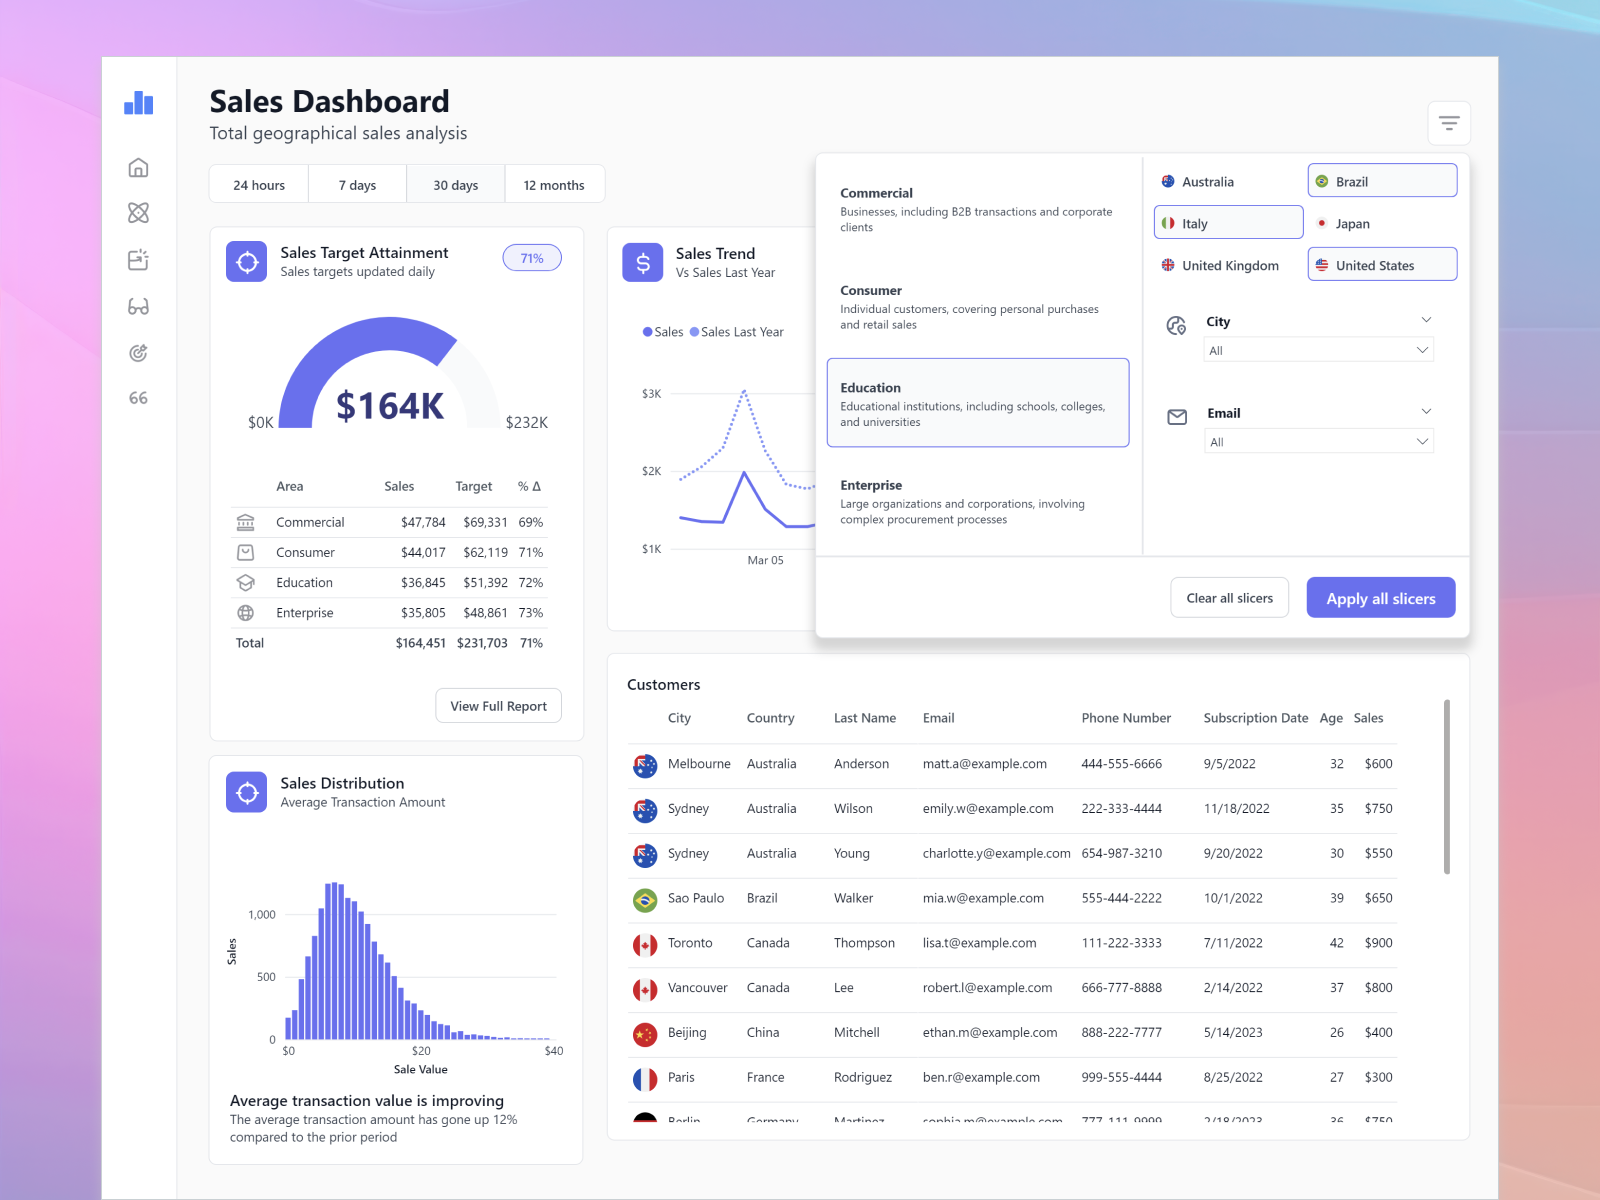 Sales Dashboard
Total geographical sales analysis
24 hours
7 days
30 days
12 months
Sales Target Attainment
Sales targets updated daily
71%
$164K
$0K
$232K
Area Sales Target % Δ
Commercial $47,784 $69,331 69%
Consumer $44,017 $62,119 71%
Education $36,845 $51,392 72%
Enterprise $35,805 $48,861 73%
Total $164,451 $231,703 71%
View Full Report
Sales Trend
Vs Sales Last Year
Sales Sales Last Year
$3K
$2K
$1K
Mar 05
Commercial
Businesses, including B2B transactions and corporate
clients
Consumer
Individual customers, covering personal purchases
and retail sales
Education
Educational institutions, including schools, colleges,
and universities
Enterprise
Large organizations and corporations, involving
complex procurement processes
Australia
Brazil
Italy
Japan
United Kingdom
United States
City
All
Email
All
Clear all slicers
Apply all slicers
Sales Distribution
Average Transaction Amount
Sales
1,000
500
0
$0
$20
$40
Sale Value
Average transaction value is improving
The average transaction amount has gone up 12%
compared to the prior period
Customers
City Country Last Name Email Phone Number Subscription Date Age Sales
Melbourne Australia Anderson matt.a@example.com 444-555-6666 9/5/2022 32 $600
Sydney Australia Wilson emily.w@example.com 222-333-4444 11/18/2022 35 $750
Sydney Australia Young charlotte.y@example.com 654-987-3210 9/20/2022 30 $550
Sao Paulo Brazil Walker mia.w@example.com 555-444-2222 10/1/2022 39 $650
Toronto Canada Thompson lisa.t@example.com 111-222-3333 7/11/2022 42 $900
Vancouver Canada Lee robert.l@example.com 666-777-8888 2/14/2022 37 $800
Beijing China Mitchell ethan.m@example.com 888-222-7777 5/14/2023 26 $400
Paris France Rodriguez ben.r@example.com 999-555-4444 8/25/2022 27 $300
Berlin Germany Martinez sophia.m@example.com 777-111-9999 2/18/2023 36 $750